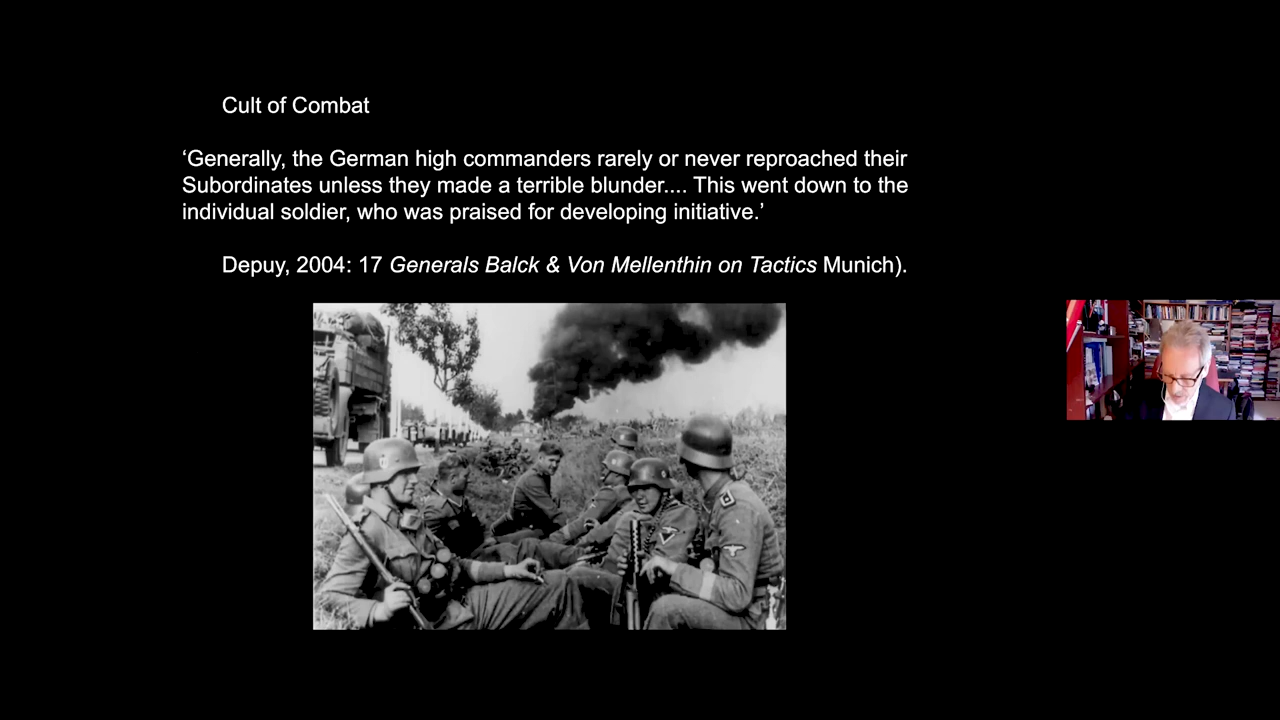 Cult of Combat
‘Generally, the German high commanders rarely or never reproached their
Subordinates unless they made a terrible blunder.... This went down to the
individual soldier, who was praised for developing initiative.’
Depuy, 2004: 17 Generals Balck & Von Mellenthin on Tactics Munich).